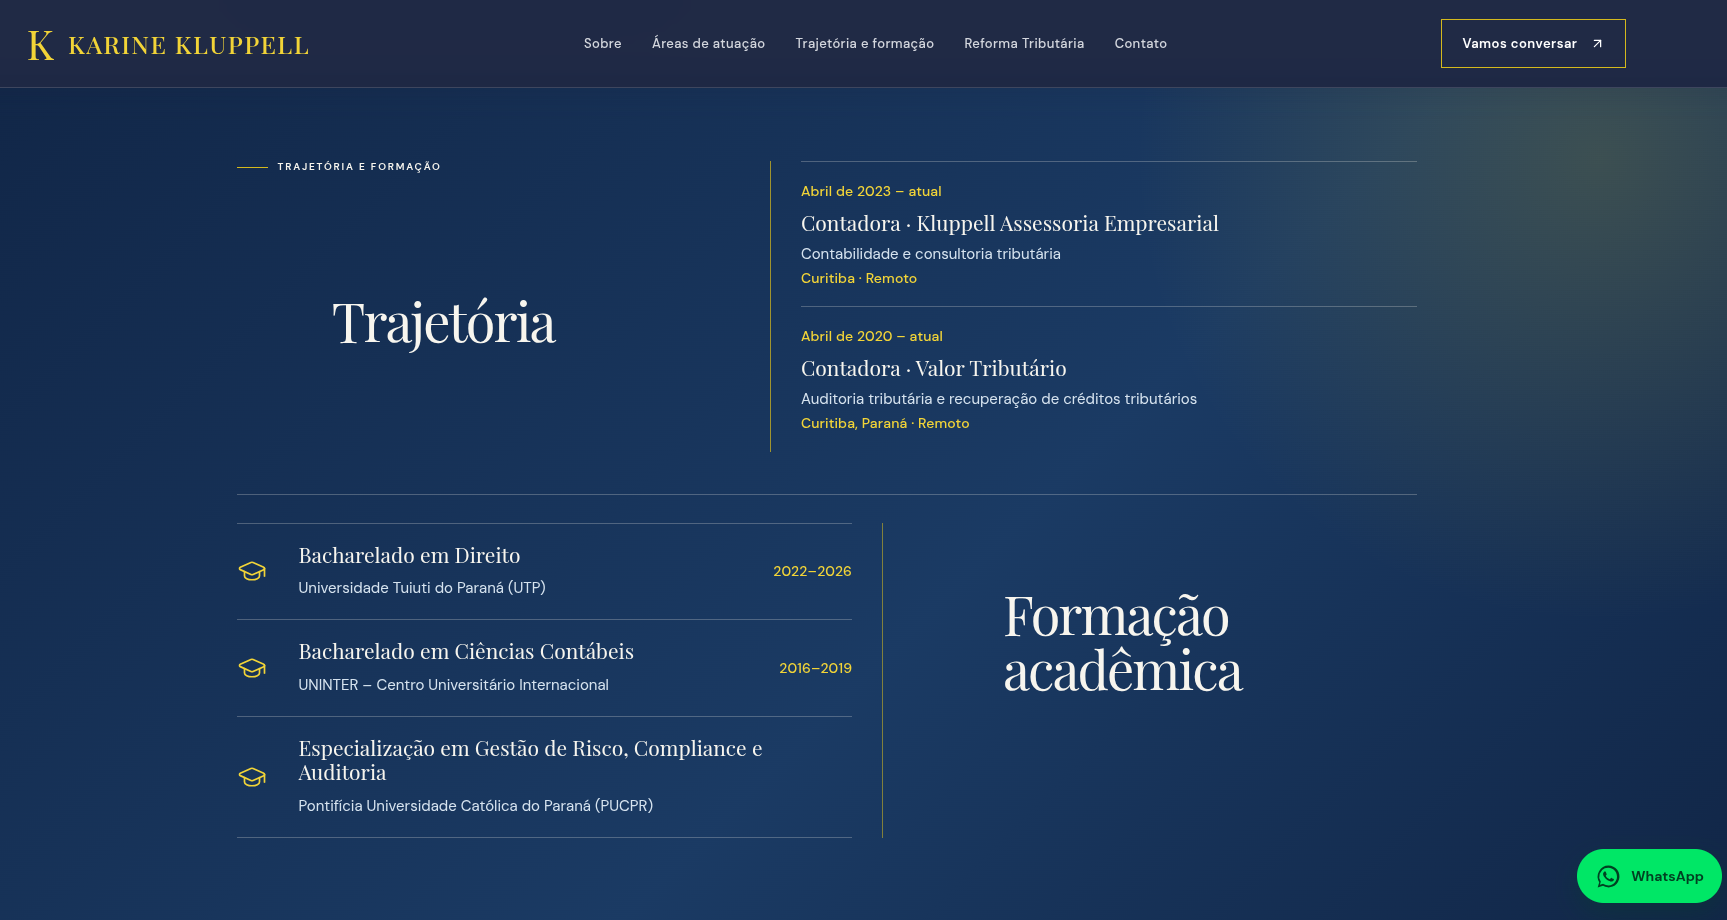 K KARINE KLUPPELL
Sobre
Áreas de atuação
Trajetória e formação
Reforma Tributária
Contato
Vamos conversar
TRAJETÓRIA E FORMAÇÃO
Trajetória
Abril de 2023 – atual
Contadora · Kluppell Assessoria Empresarial
Contabilidade e consultoria tributária
Curitiba · Remoto
Abril de 2020 – atual
Contadora · Valor Tributário
Auditoria tributária e recuperação de créditos tributários
Curitiba, Paraná · Remoto
Bacharelado em Direito
Universidade Tuiuti do Paraná (UTP)
2022–2026
Bacharelado em Ciências Contábeis
UNINTER – Centro Universitário Internacional
2016–2019
Especialização em Gestão de Risco, Compliance e
Auditoria
Pontifícia Universidade Católica do Paraná (PUCPR)
Formação
acadêmica
WhatsApp